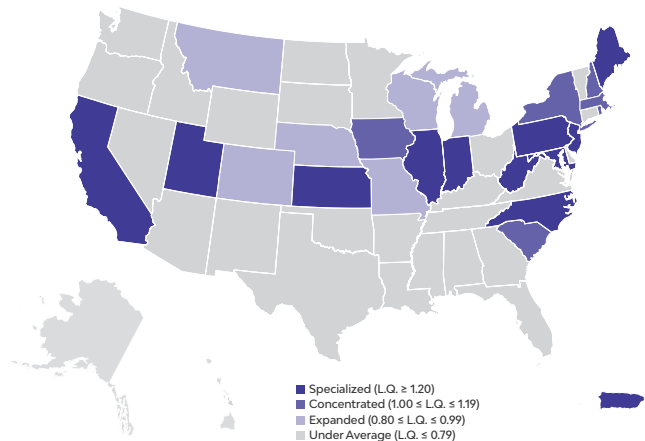 Specialized (L.Q. ≥ 1.20)
Concentrated (1.00 ≤ L.Q. ≤ 1.19)
Expanded (0.80 ≤ L.Q. ≤ 0.99)
Under Average (L.Q. ≤ 0.79)